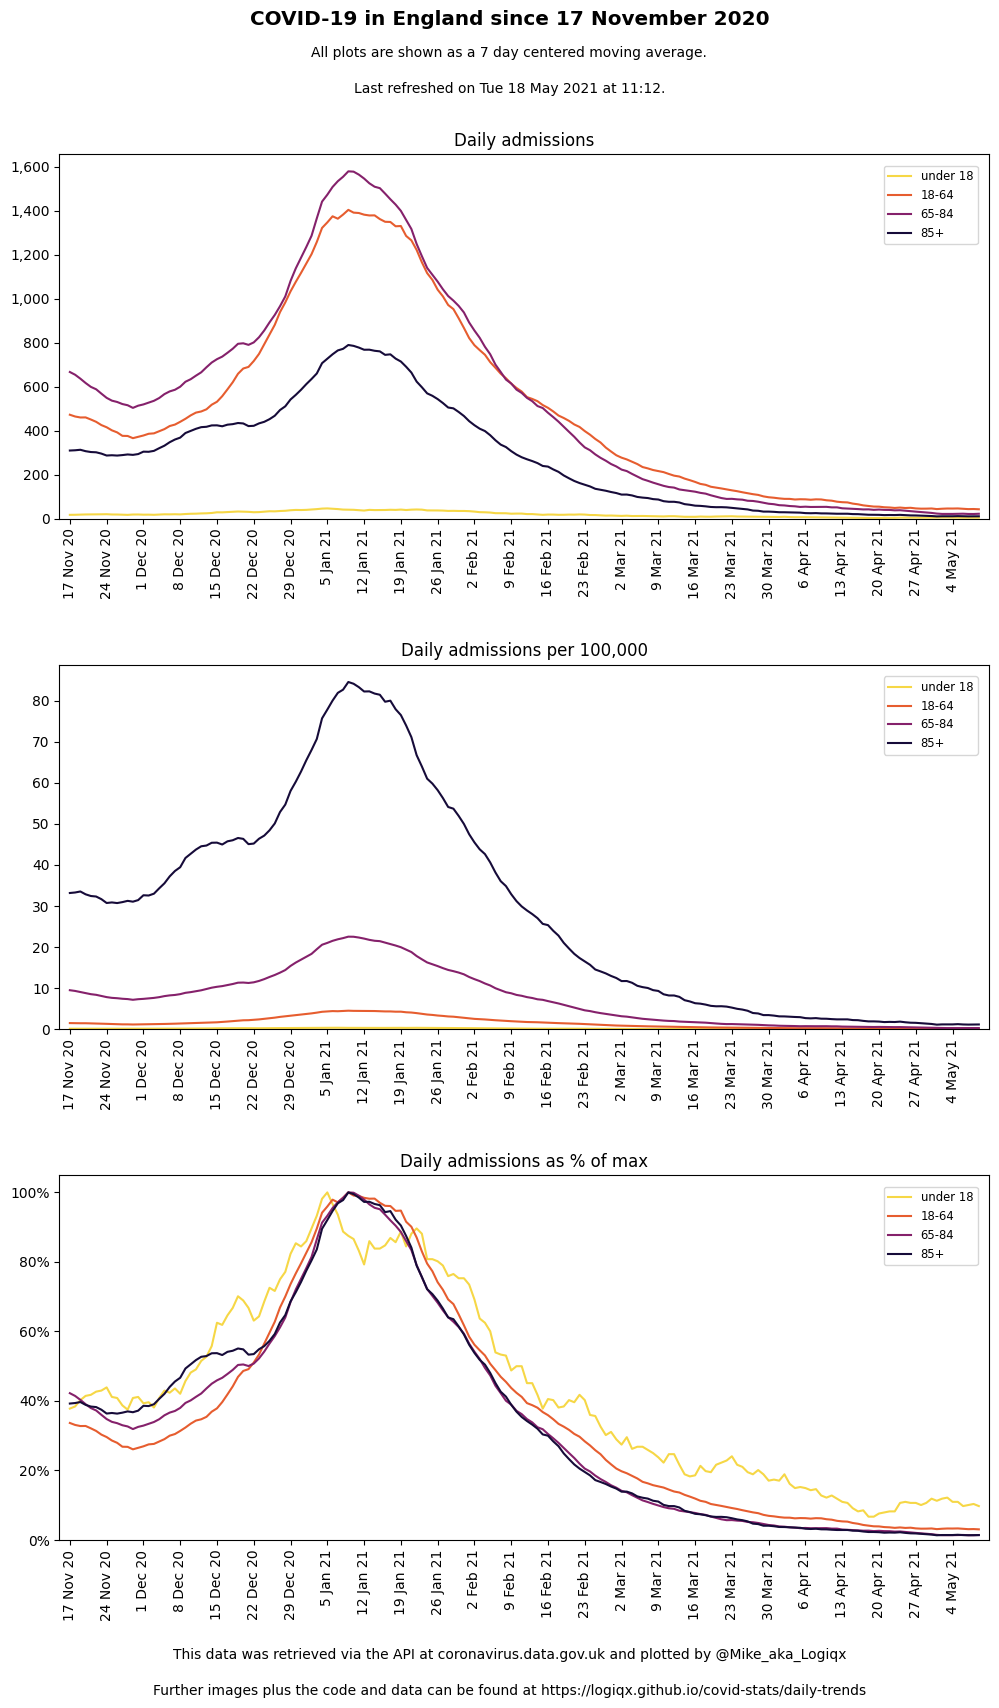 COVID-19 in England since 17 November 2020
All plots are shown as a 7 day centered moving average.
Last refreshed on Tue 18 May 2021 at 11:12.
Daily admissions
1,600
1,400
1,200
1,000
800
600
400
200
0
under 18
18-64
65-84
85+
17 Nov 20
24 Nov 20
1 Dec 20
8 Dec 20
15 Dec 20
22 Dec 20
29 Dec 20
5 Jan 21
12 Jan 21
19 Jan 21
26 Jan 21
2 Feb 21
9 Feb 21
16 Feb 21
23 Feb 21
2 Mar 21
9 Mar 21
16 Mar 21
23 Mar 21
30 Mar 21
6 Apr 21
13 Apr 21
20 Apr 21
27 Apr 21
4 May 21
Daily admissions per 100,000
80
70
60
50
40
30
20
10
0
under 18
18-64
65-84
85+
17 Nov 20
24 Nov 20
1 Dec 20
8 Dec 20
15 Dec 20
22 Dec 20
29 Dec 20
5 Jan 21
12 Jan 21
19 Jan 21
26 Jan 21
2 Feb 21
9 Feb 21
16 Feb 21
23 Feb 21
2 Mar 21
9 Mar 21
16 Mar 21
23 Mar 21
30 Mar 21
6 Apr 21
13 Apr 21
20 Apr 21
27 Apr 21
4 May 21
Daily admissions as % of max
100%
80%
60%
40%
20%
0%
under 18
18-64
65-84
85+
17 Nov 20
24 Nov 20
1 Dec 20
8 Dec 20
15 Dec 20
22 Dec 20
29 Dec 20
5 Jan 21
12 Jan 21
19 Jan 21
26 Jan 21
2 Feb 21
9 Feb 21
16 Feb 21
23 Feb 21
2 Mar 21
9 Mar 21
16 Mar 21
23 Mar 21
30 Mar 21
6 Apr 21
13 Apr 21
20 Apr 21
27 Apr 21
4 May 21
This data was retrieved via the API at coronavirus.data.gov.uk and plotted by @Mike_aka_Logiqx
Further images plus the code and data can be found at https://logiqx.github.io/covid-stats/daily-trends